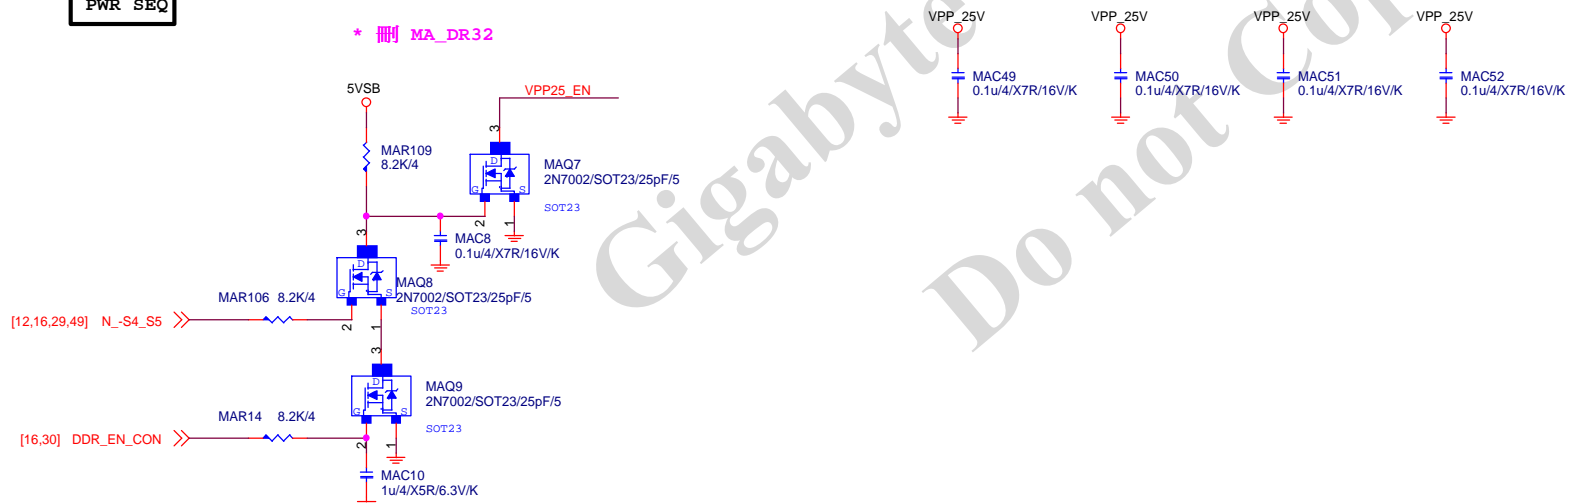 PWR SEQ
* 刪 MA_DR32
VPP_25V
VPP_25V
VPP_25V
VPP_25V
MAC49
0.1u/4/X7R/16V/K
MAC50
0.1u/4/X7R/16V/K
MAC51
0.1u/4/X7R/16V/K
MAC52
0.1u/4/X7R/16V/K
5VSB
VPP25_EN
3
MAR109
8.2K/4
D
G
S
MAQ7
2N7002/SOT23/25pF/5
SOT23
2
1
3
MAC8
0.1u/4/X7R/16V/K
D
G
S
MAQ8
2N7002/SOT23/25pF/5
SOT23
MAR106 8.2K/4
[12,16,29,49] N_-S4_S5
2
1
3
D
G
S
MAQ9
2N7002/SOT23/25pF/5
SOT23
MAR14 8.2K/4
[16,30] DDR_EN_CON
2
1
MAC10
1u/4/X5R/6.3V/K
Gigabyte
Do not Cop